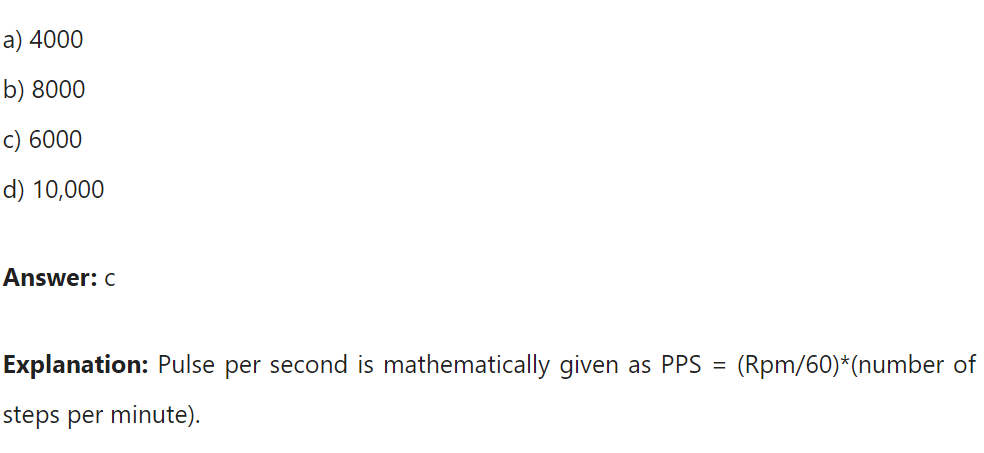 a) 4000
b) 8000
c) 6000
d) 10,000
Answer: c
Explanation: Pulse per second is mathematically given as PPS = (Rpm/60)*(number of
steps per minute).